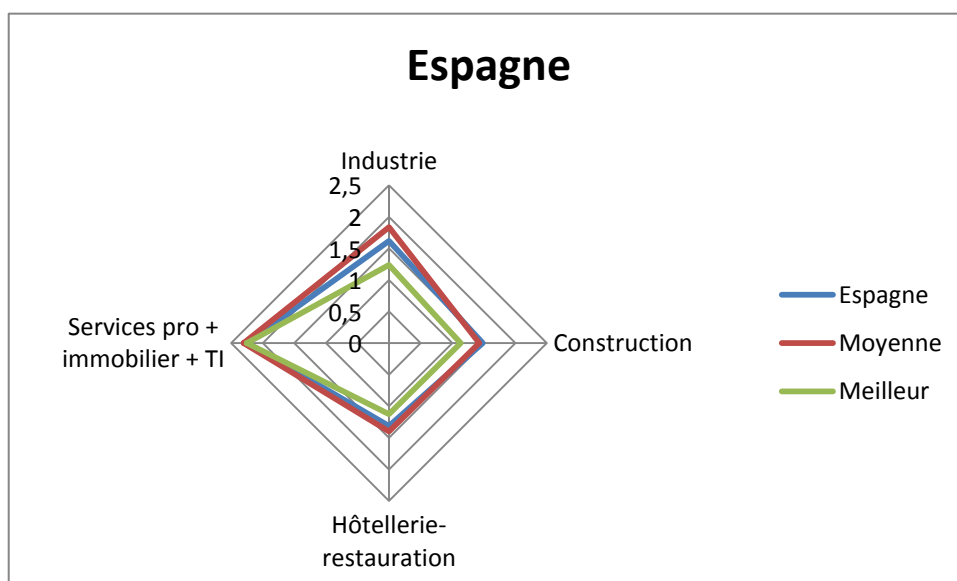 Espagne
Industrie
2,5
2
1,5
1
0,5
0
Services pro +
immobilier + TI
Construction
Hôtellerie-
restauration
Espagne
Moyenne
Meilleur